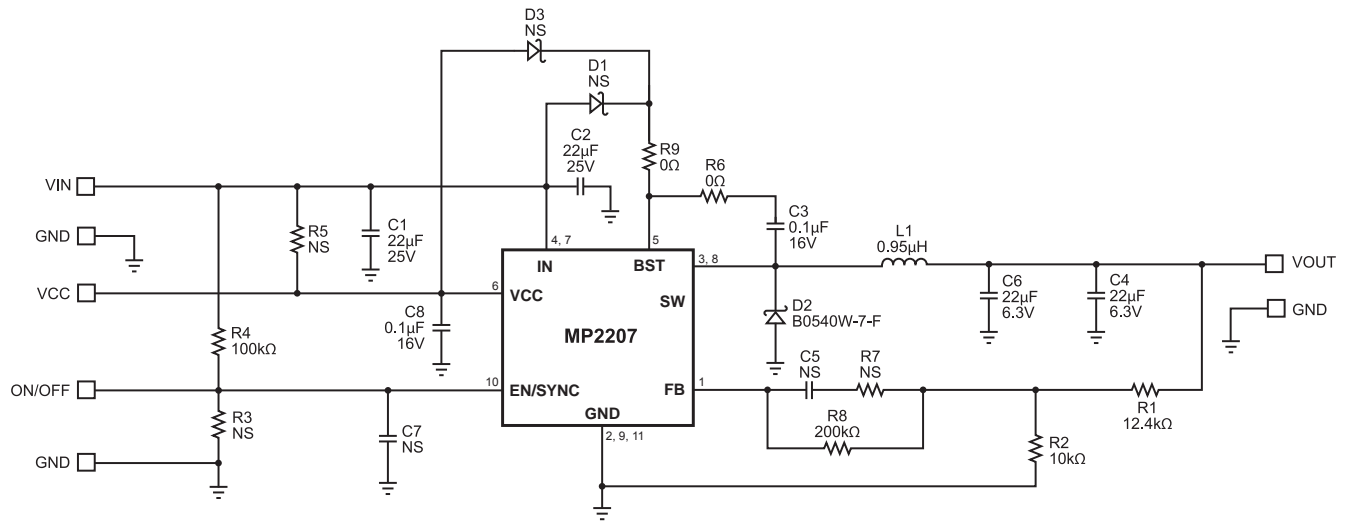 D3
NS
D1
NS
C2
22µF
25V
R9
0Ω
R6
0Ω
VIN
GND
R5
NS
C1
22µF
25V
C3
0.1µF
16V
L1
0.95µH
4, 7
5
3, 8
IN
BST
SW
VOUT
VCC
6
VCC
C8
0.1µF
16V
MP2207
D2
B0540W-7-F
C6
22µF
6.3V
C4
22µF
6.3V
GND
R4
100kΩ
ON/OFF
10
EN/SYNC
FB
1
C5
NS
R7
NS
R3
NS
C7
NS
GND
2, 9, 11
R8
200kΩ
R1
12.4kΩ
R2
10kΩ
GND